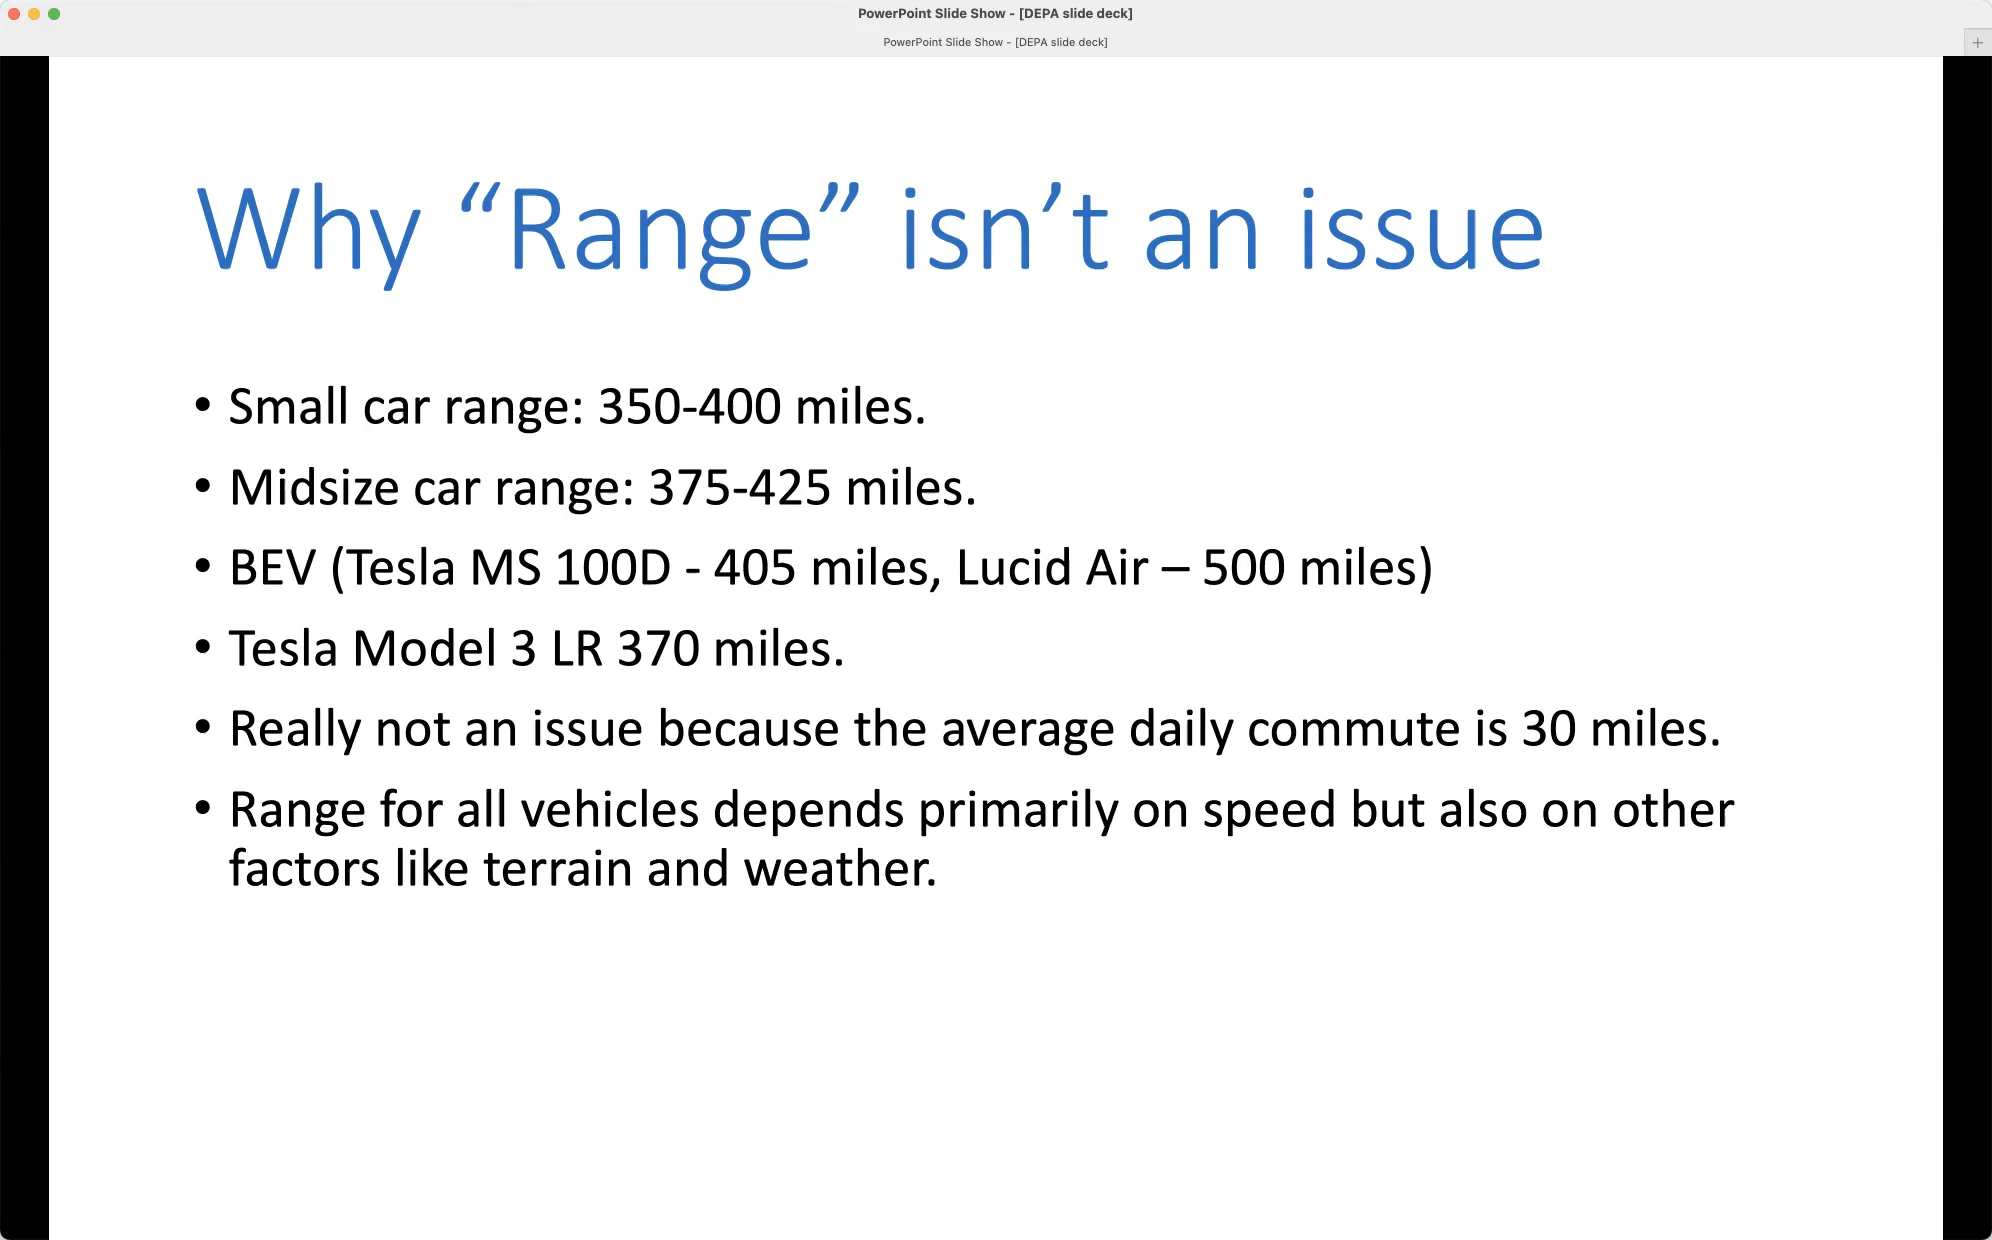 PowerPoint Slide Show - [DEPA slide deck]
PowerPoint Slide Show - [DEPA slide deck]
Why “Range” isn’t an issue
• Small car range: 350-400 miles.
• Midsize car range: 375-425 miles.
• BEV (Tesla MS 100D - 405 miles, Lucid Air – 500 miles)
• Tesla Model 3 LR 370 miles.
• Really not an issue because the average daily commute is 30 miles.
• Range for all vehicles depends primarily on speed but also on other
factors like terrain and weather.